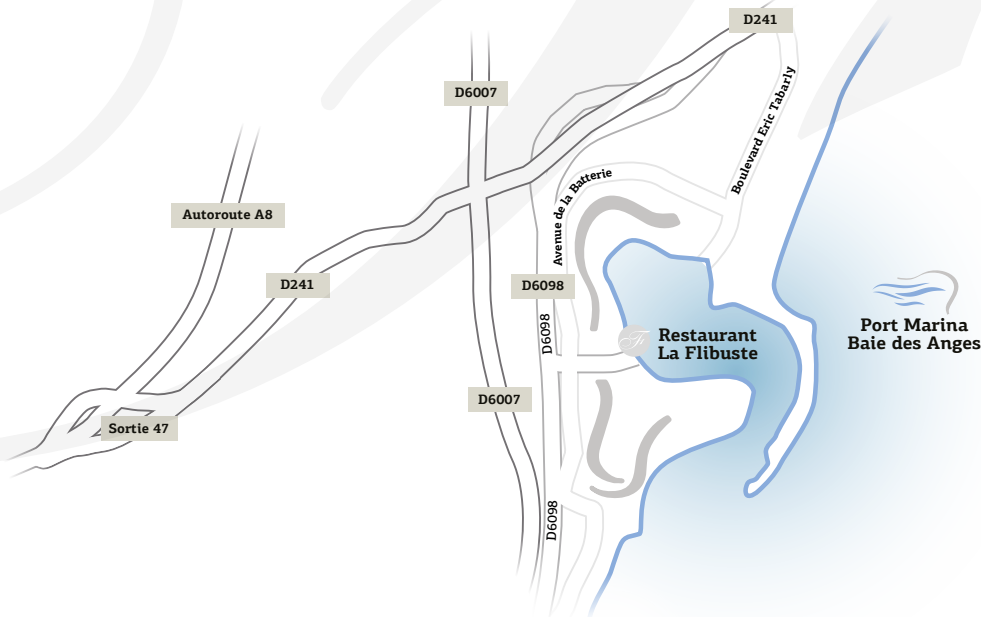 D241
Boulevard Eric Tabarly
D6007
Avenue de la Batterie
Autoroute A8
D241
D6098
D6098
Restaurant
La Flibuste
Port Marina
Baie des Anges
D6007
Sortie 47
D6098